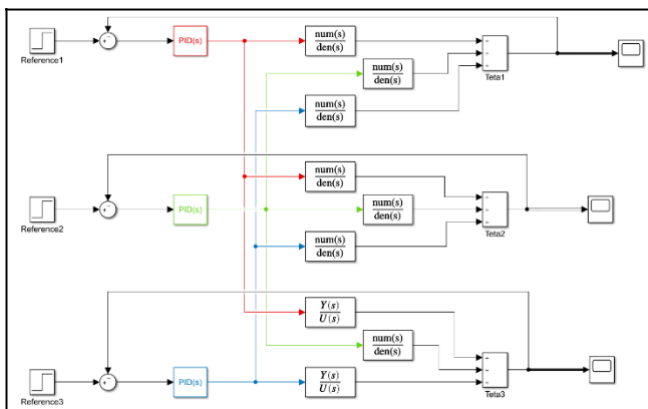 PID(s)
num(s)
den(s)
Reference1
Teta1
num(s)
den(s)
num(s)
den(s)
num(s)
den(s)
PID(s)
num(s)
den(s)
Reference2
Teta2
num(s)
den(s)
Y(s)
U(s)
num(s)
den(s)
PID(s)
Y(s)
U(s)
Reference3
Teta3